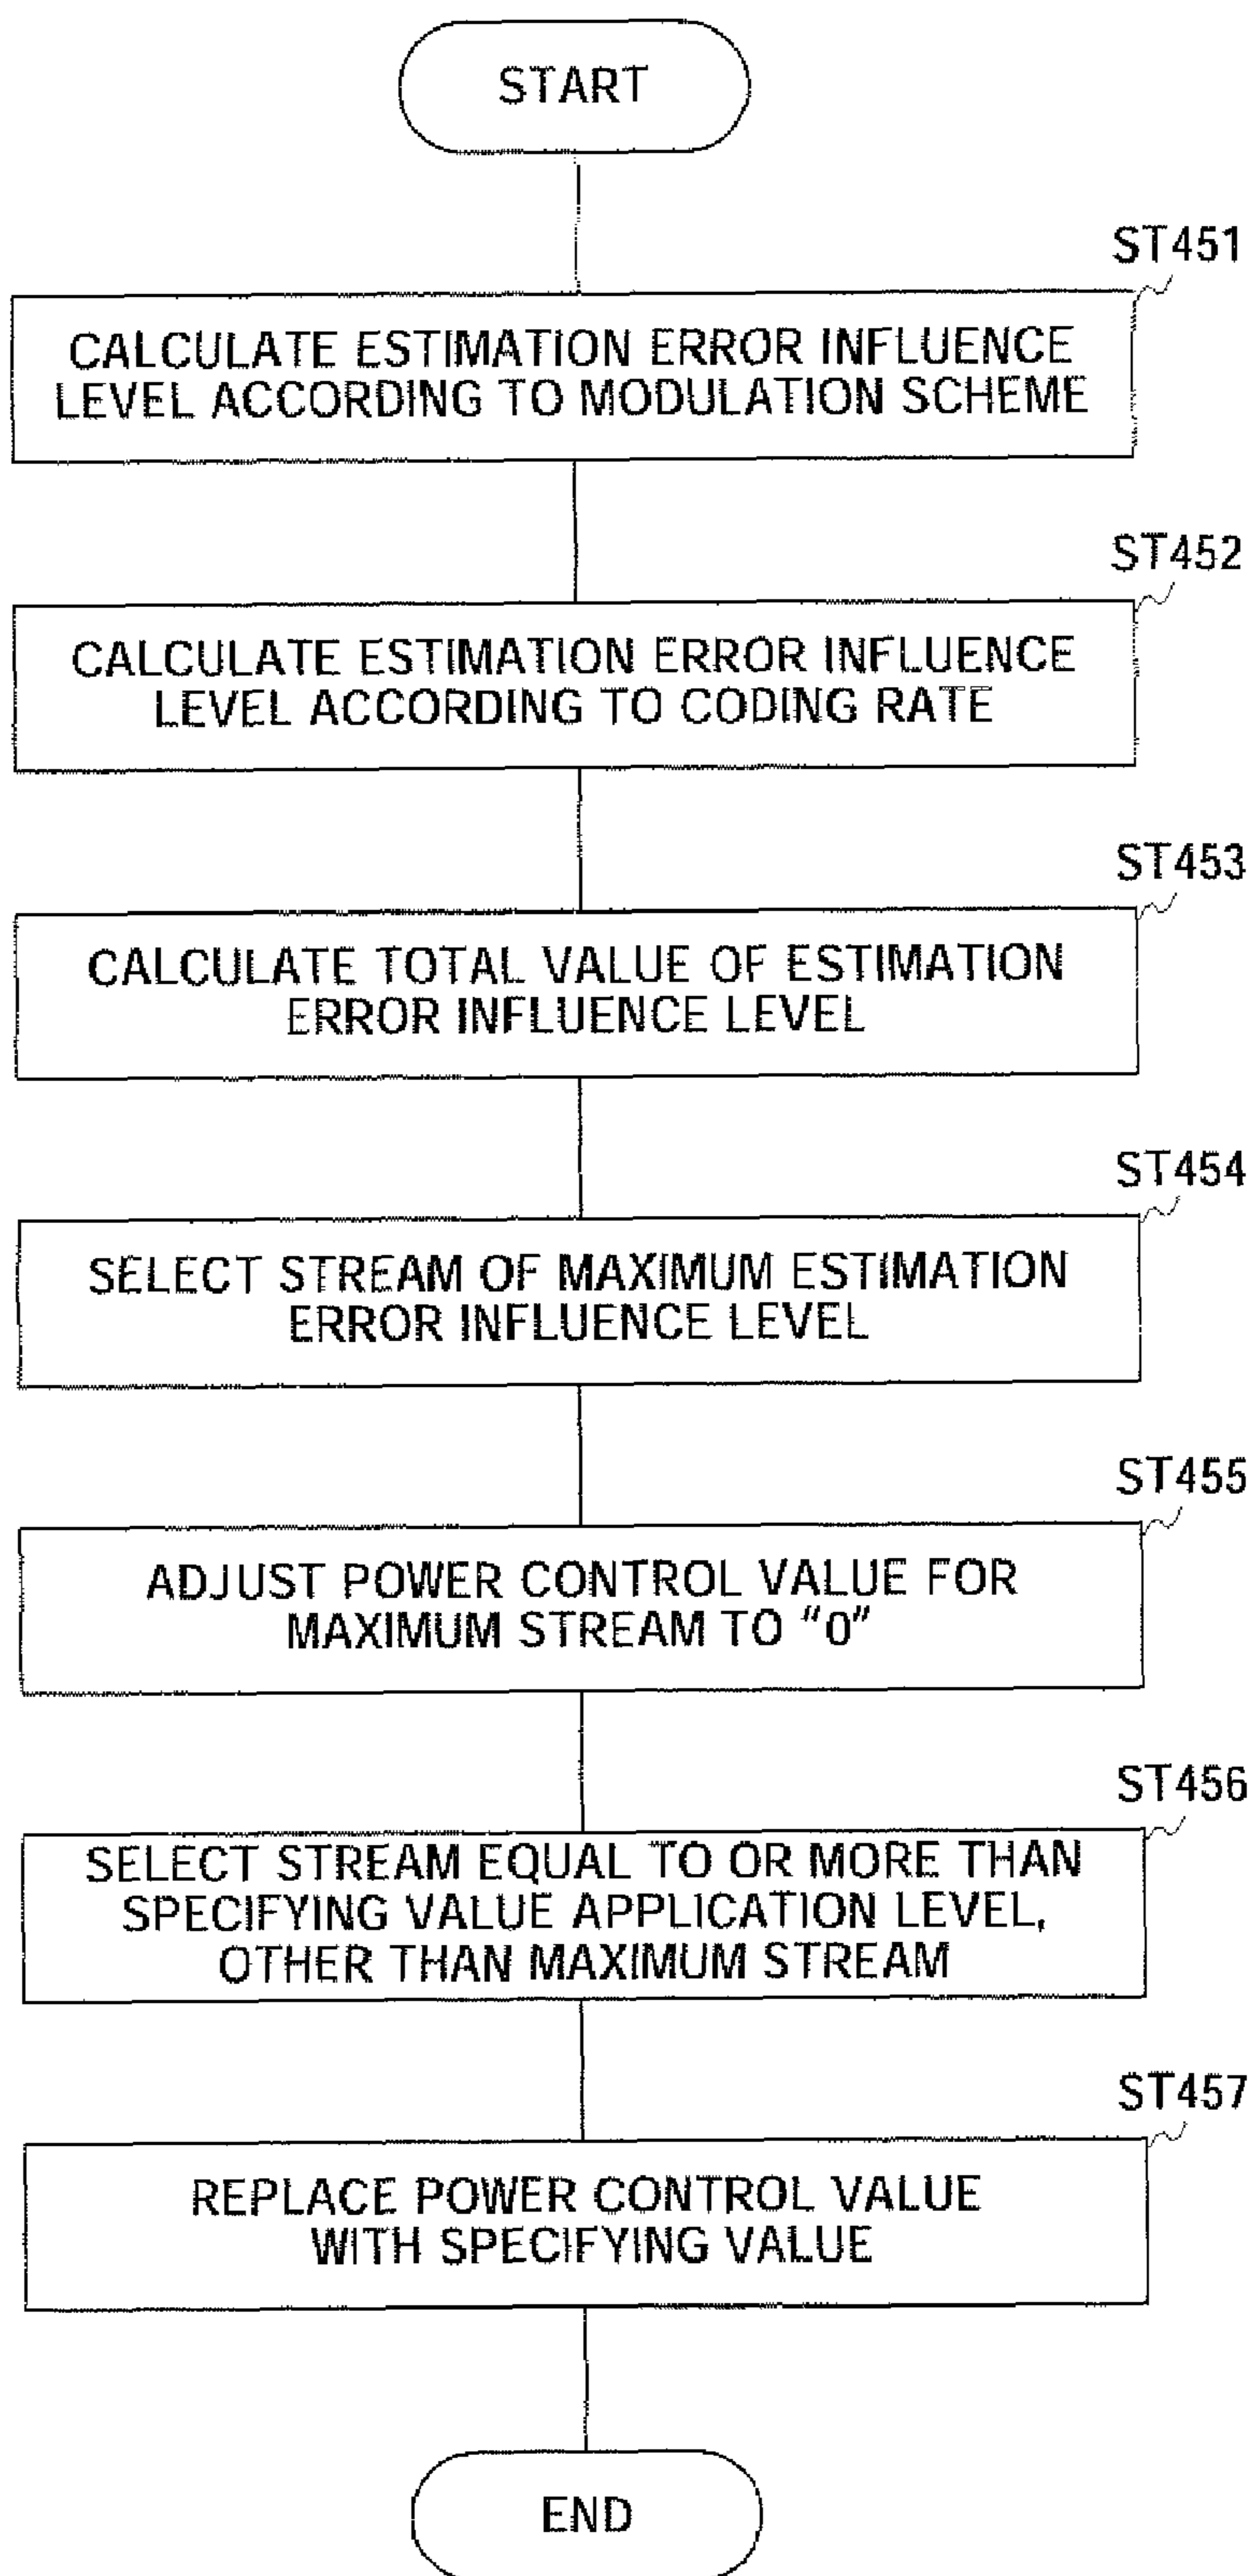 START
ST451
CALCULATE ESTIMATION ERROR INFLUENCE
LEVEL ACCORDING TO MODULATION SCHEME
ST452
CALCULATE ESTIMATION ERROR INFLUENCE
LEVEL ACCORDING TO CODING RATE
ST453
CALCULATE TOTAL VALUE OF ESTIMATION
ERROR INFLUENCE LEVEL
ST454
SELECT STREAM OF MAXIMUM ESTIMATION
ERROR INFLUENCE LEVEL
ST455
ADJUST POWER CONTROL VALUE FOR
MAXIMUM STREAM TO "0"
ST456
SELECT STREAM EQUAL TO OR MORE THAN
SPECIFYING VALUE APPLICATION LEVEL,
OTHER THAN MAXIMUM STREAM
ST457
REPLACE POWER CONTROL VALUE
WITH SPECIFYING VALUE
END